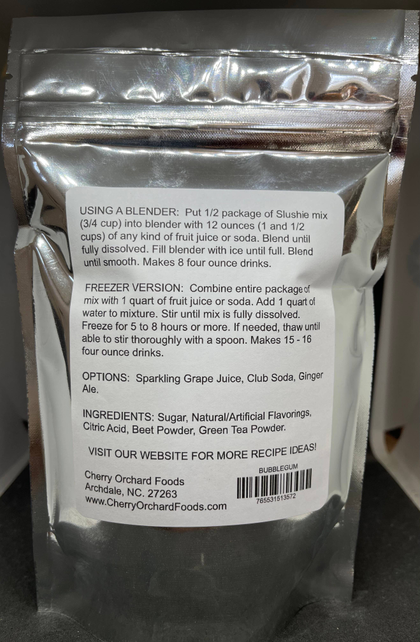 USING A BLENDER: Put 1/2 package of Slushie mix
(3/4 cup) into blender with 12 ounces (1 and 1/2
cups) of any kind of fruit juice or soda. Blend until
fully dissolved. Fill blender with ice until full. Blend
until smooth. Makes 8 four ounce drinks.
FREEZER VERSION: Combine entire package of
mix with 1 quart of fruit juice or soda. Add 1 quart of
water to mixture. Stir until mix is fully dissolved.
Freeze for 5 to 8 hours or more. If needed, thaw until
able to stir thoroughly with a spoon. Makes 15 - 16
four ounce drinks.
OPTIONS: Sparkling Grape Juice, Club Soda, Ginger
Ale.
INGREDIENTS: Sugar, Natural/Artificial Flavorings,
Citric Acid, Beet Powder, Green Tea Powder.
VISIT OUR WEBSITE FOR MORE RECIPE IDEAS!
Cherry Orchard Foods
Archdale, NC. 27263
www.CherryOrchardFoods.com
BUBBLEGUM
765531513572